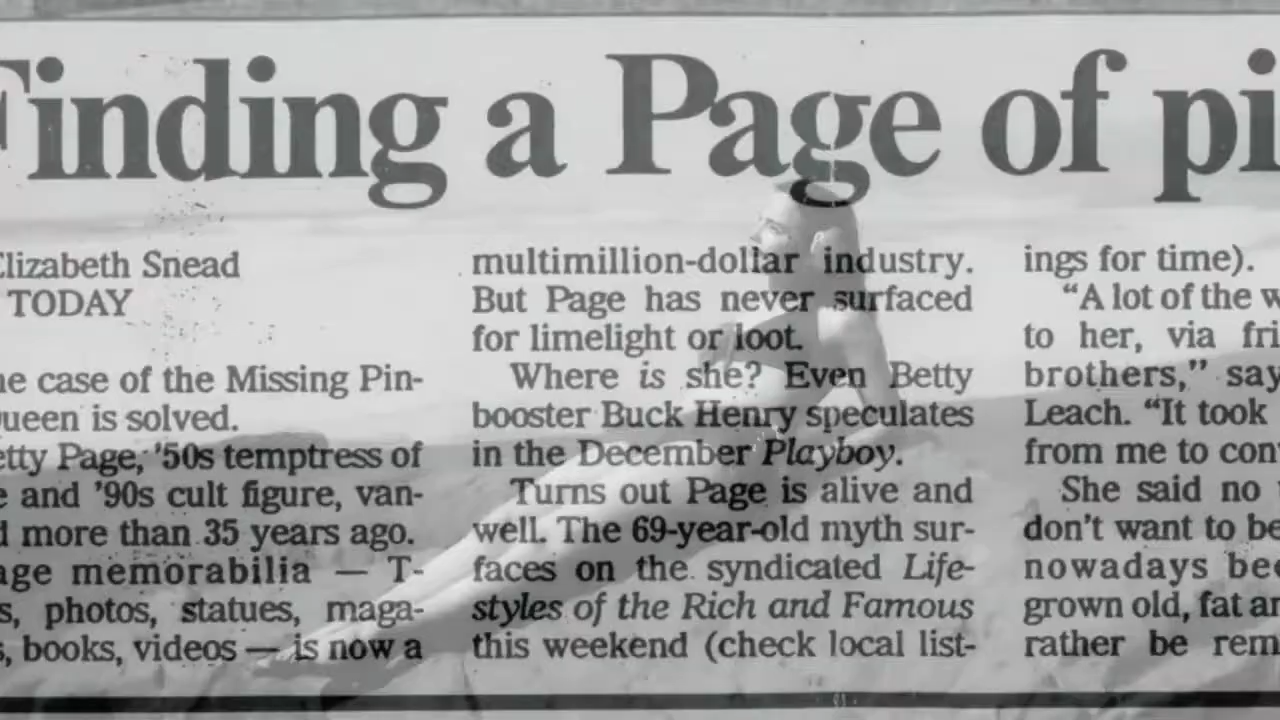 Finding a Page of pi
Elizabeth Snead
TODAY
he case of the Missing Pin-
ueen is solved.
etty Page, '50s temptress of
e and '90s cult figure, van-
d more than 35 years ago.
age memorabilia — T-
s, photos, statues, maga-
s, books, videos — is now a
multimillion-dollar industry.
But Page has never surfaced
for limelight or loot.
Where is she? Even Betty
booster Buck Henry speculates
in the December Playboy.
Turns out Page is alive and
well. The 69-year-old myth sur-
faces on the syndicated Life-
styles of the Rich and Famous
this weekend (check local list-
ings for time).
"A lot of the w
to her, via fri
brothers," say
Leach. "It took
from me to con
She said no
don't want to be
nowadays bec
grown old, fat an
rather be rem